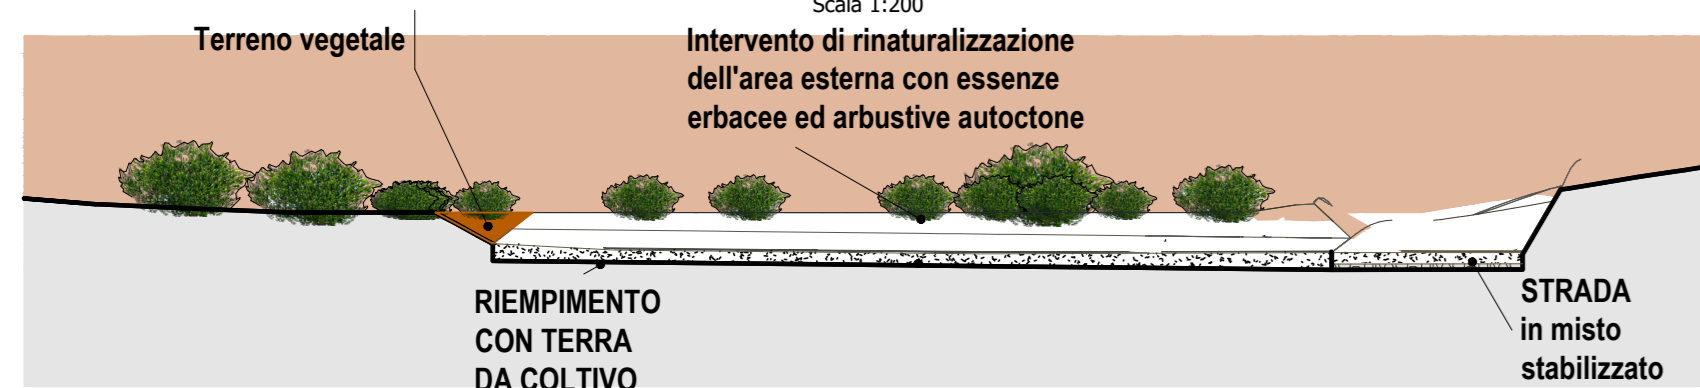 Scala 1:200
Terreno vegetale
Intervento di rinaturalizzazione
dell'area esterna con essenze
erbacee ed arbustive autoctone
RIEMPIMENTO
CON TERRA
DA COLTIVO
STRADA
in misto
stabilizzato